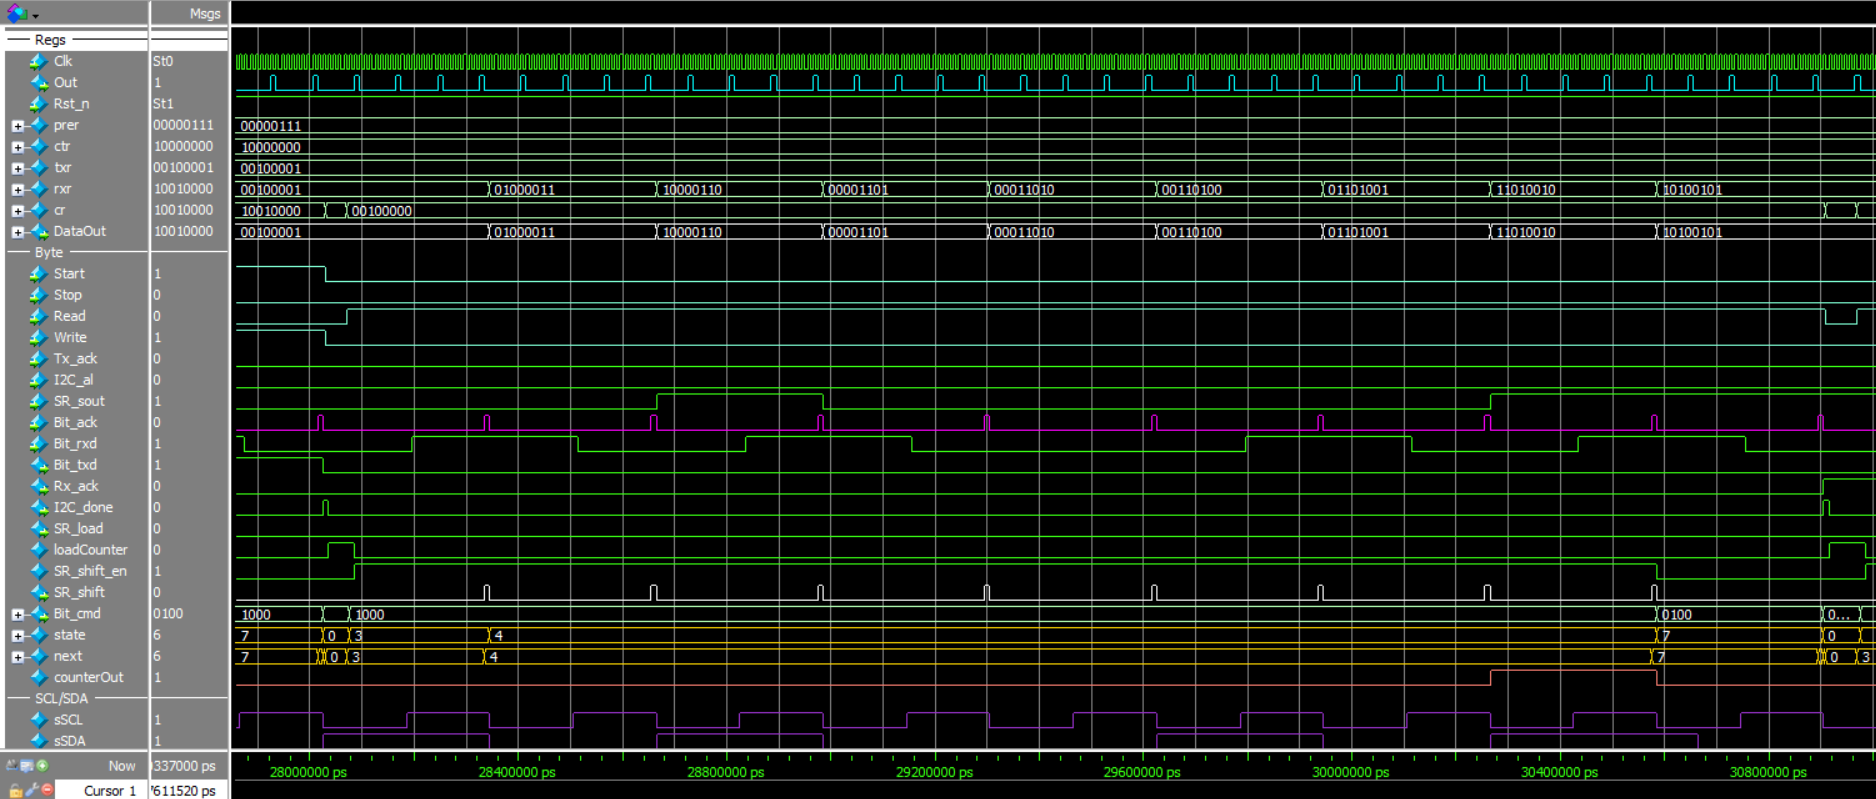 Msgs
Regs
Clk St0
Out 1
Rst_n St1
prer 00000111 00000111
ctr 10000000 10000000
txr 00100001 00100001
rxr 10010000 00100001 01000011 10000110 00001101 00011010 00110100 01101001 11010010 10100101
cr 10010000 10010000 00100000
DataOut 10010000 00100001 01000011 10000110 00001101 00011010 00110100 01101001 11010010 10100101
Byte
Start 1
Stop 0
Read 0
Write 1
Tx_ack 0
I2C_al 0
SR_sout 1
Bit_ack 0
Bit_rxd 1
Bit_txd 1
Rx_ack 0
I2C_done 0
SR_load 0
loadCounter 0
SR_shift_en 1
SR_shift 0
Bit_cmd 0100 1000 1000 0100 0...
state 6 7 0 3 4 7 0
next 6 7 0 3 4 7 0 3
counterOut 1
SCL/SDA
sSCL 1
sSDA 1
Now 337000 ps 28000000 ps 28400000 ps 28800000 ps 29200000 ps 29600000 ps 30000000 ps 30400000 ps 30800000 ps
Cursor 1 7611520 ps